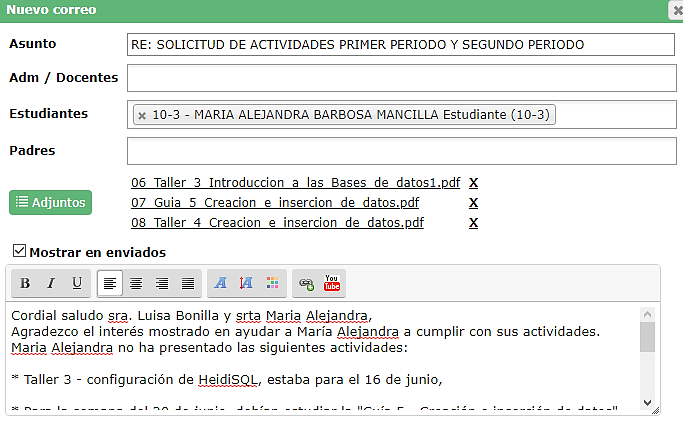 Nuevo correo
Asunto RE: SOLICITUD DE ACTIVIDADES PRIMER PERIODO Y SEGUNDO PERIODO
Adm / Docentes
Estudiantes × 10-3 - MARIA ALEJANDRA BARBOSA MANCILLA Estudiante (10-3)
Padres
Adjuntos
06_Taller_3_Introduccion_a_las_Bases_de_datos1.pdf X
07_Guia_5_Creacion_e_insercion_de_datos.pdf X
08_Taller_4_Creacion_e_insercion_de_datos.pdf X
Mostrar en enviados
B I U A A You Tube
Cordial saludo sra. Luisa Bonilla y srta Maria Alejandra,
Agradezco el interés mostrado en ayudar a María Alejandra a cumplir con sus actividades.
Maria Alejandra no ha presentado las siguientes actividades:
* Taller 3 - configuración de HeidiSQL, estaba para el 16 de junio,
* Para la semana del 30 de junio, debían estudiar la "Guía 5 - Creación e inserción de datos"